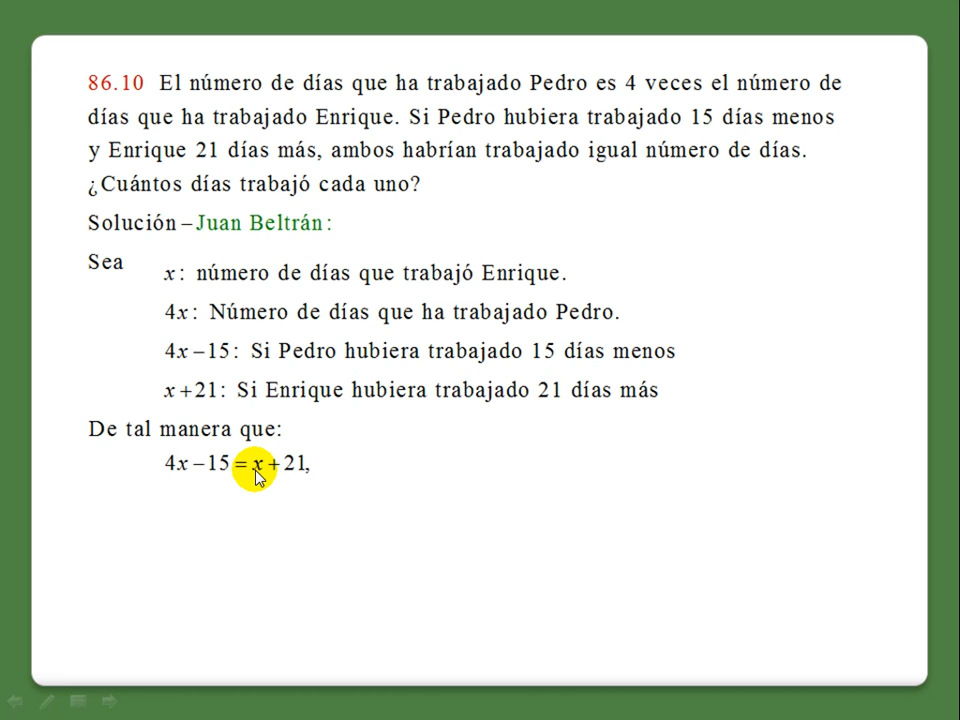 86.10 El número de días que ha trabajado Pedro es 4 veces el número de
días que ha trabajado Enrique. Si Pedro hubiera trabajado 15 días menos
y Enrique 21 días más, ambos habrían trabajado igual número de días.
¿Cuántos días trabajó cada uno?
Solución – Juan Beltrán:
Sea
x: número de días que trabajó Enrique.
4x: Número de días que ha trabajado Pedro.
4x – 15: Si Pedro hubiera trabajado 15 días menos
x + 21: Si Enrique hubiera trabajado 21 días más
De tal manera que:
4x – 15 = x + 21,